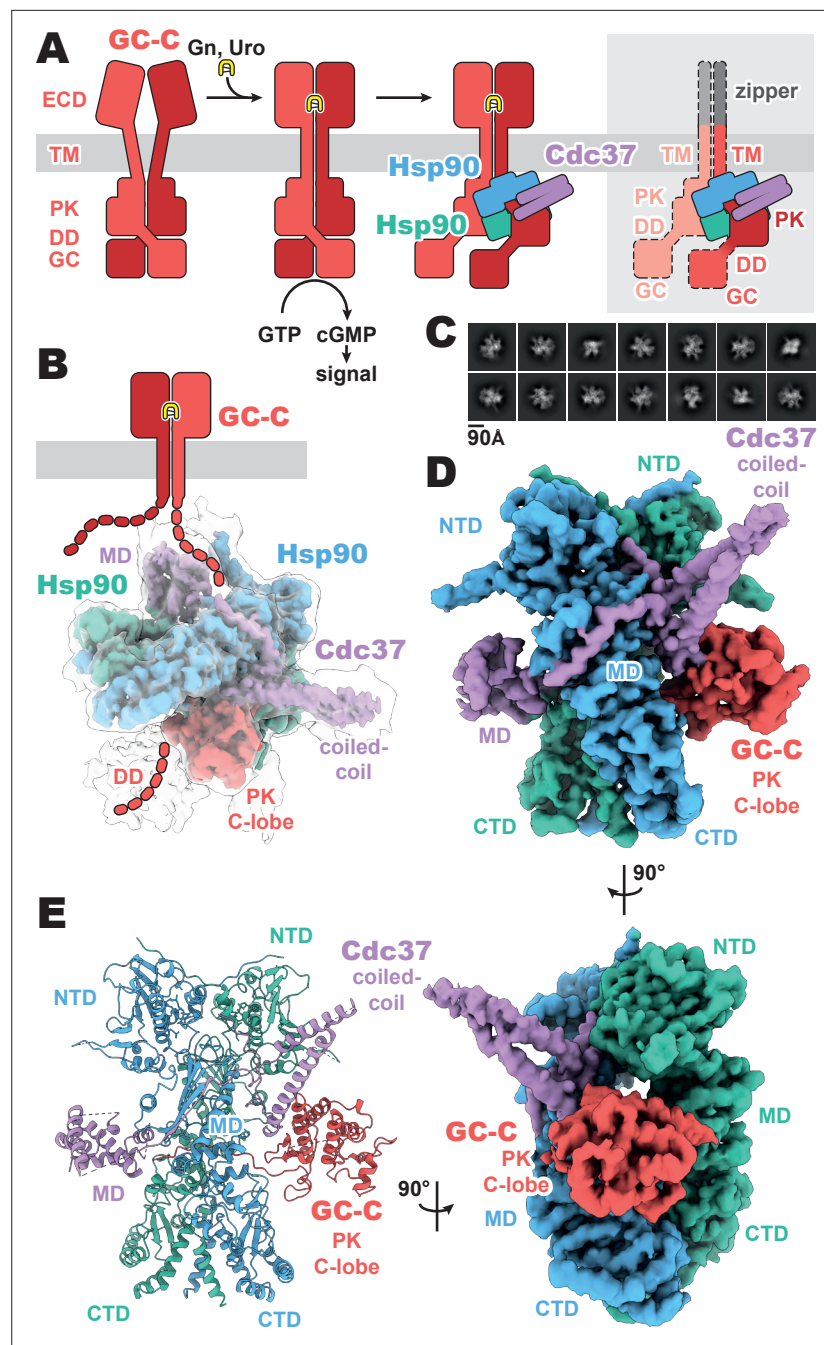 A
GC-C
Gn, Uro
ECD
TM
PK
DD
GC
Hsp90
Cdc37
Hsp90
GTP
cGMP
signal
zipper
TM
TM
PK
DD
PK
DD
GC
GC
B
GC-C
MD
Hsp90
Hsp90
Cdc37
coiled-
coil
DD
PK
C-lobe
C
90Å
D
Cdc37
coiled-
coil
NTD
NTD
MD
MD
GC-C
PK
C-lobe
CTD
CTD
90°
E
NTD
NTD
Cdc37
coiled-
coil
MD
MD
GC-C
PK
C-lobe
CTD
CTD
90°
NTD
MD
GC-C
PK
C-lobe
MD
CTD
CTD